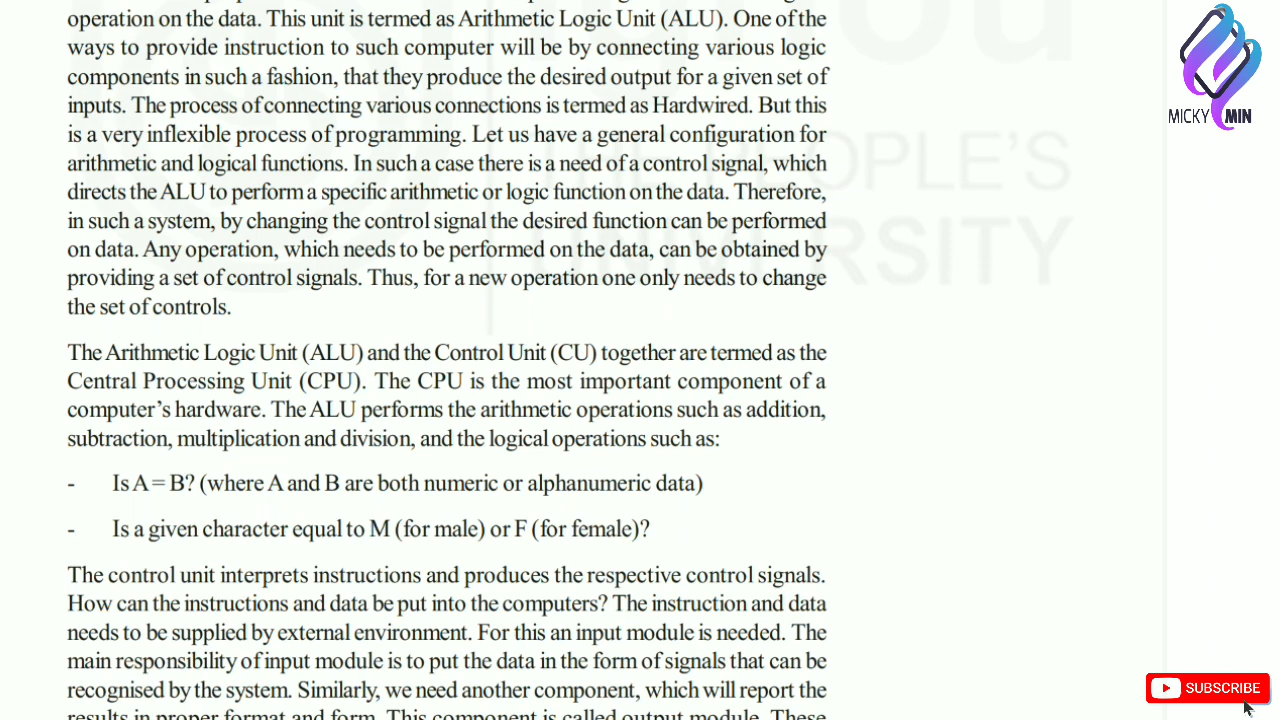 operation on the data. This unit is termed as Arithmetic Logic Unit (ALU). One of the
ways to provide instruction to such computer will be by connecting various logic
components in such a fashion, that they produce the desired output for a given set of
inputs. The process of connecting various connections is termed as Hardwired. But this
is a very inflexible process of programming. Let us have a general configuration for
arithmetic and logical functions. In such a case there is a need of a control signal, which
directs the ALU to perform a specific arithmetic or logic function on the data. Therefore,
in such a system, by changing the control signal the desired function can be performed
on data. Any operation, which needs to be performed on the data, can be obtained by
providing a set of control signals. Thus, for a new operation one only needs to change
the set of controls.
The Arithmetic Logic Unit (ALU) and the Control Unit (CU) together are termed as the
Central Processing Unit (CPU). The CPU is the most important component of a
computer's hardware. The ALU performs the arithmetic operations such as addition,
subtraction, multiplication and division, and the logical operations such as:
- Is A = B? (where A and B are both numeric or alphanumeric data)
- Is a given character equal to M (for male) or F (for female)?
The control unit interprets instructions and produces the respective control signals.
How can the instructions and data be put into the computers? The instruction and data
needs to be supplied by external environment. For this an input module is needed. The
main responsibility of input module is to put the data in the form of signals that can be
recognised by the system. Similarly, we need another component, which will report the
results in proper format and form. This component is called output module. These
PEOPLE'S
UNIVERSITY
MICKY MIN
SUBSCRIBE